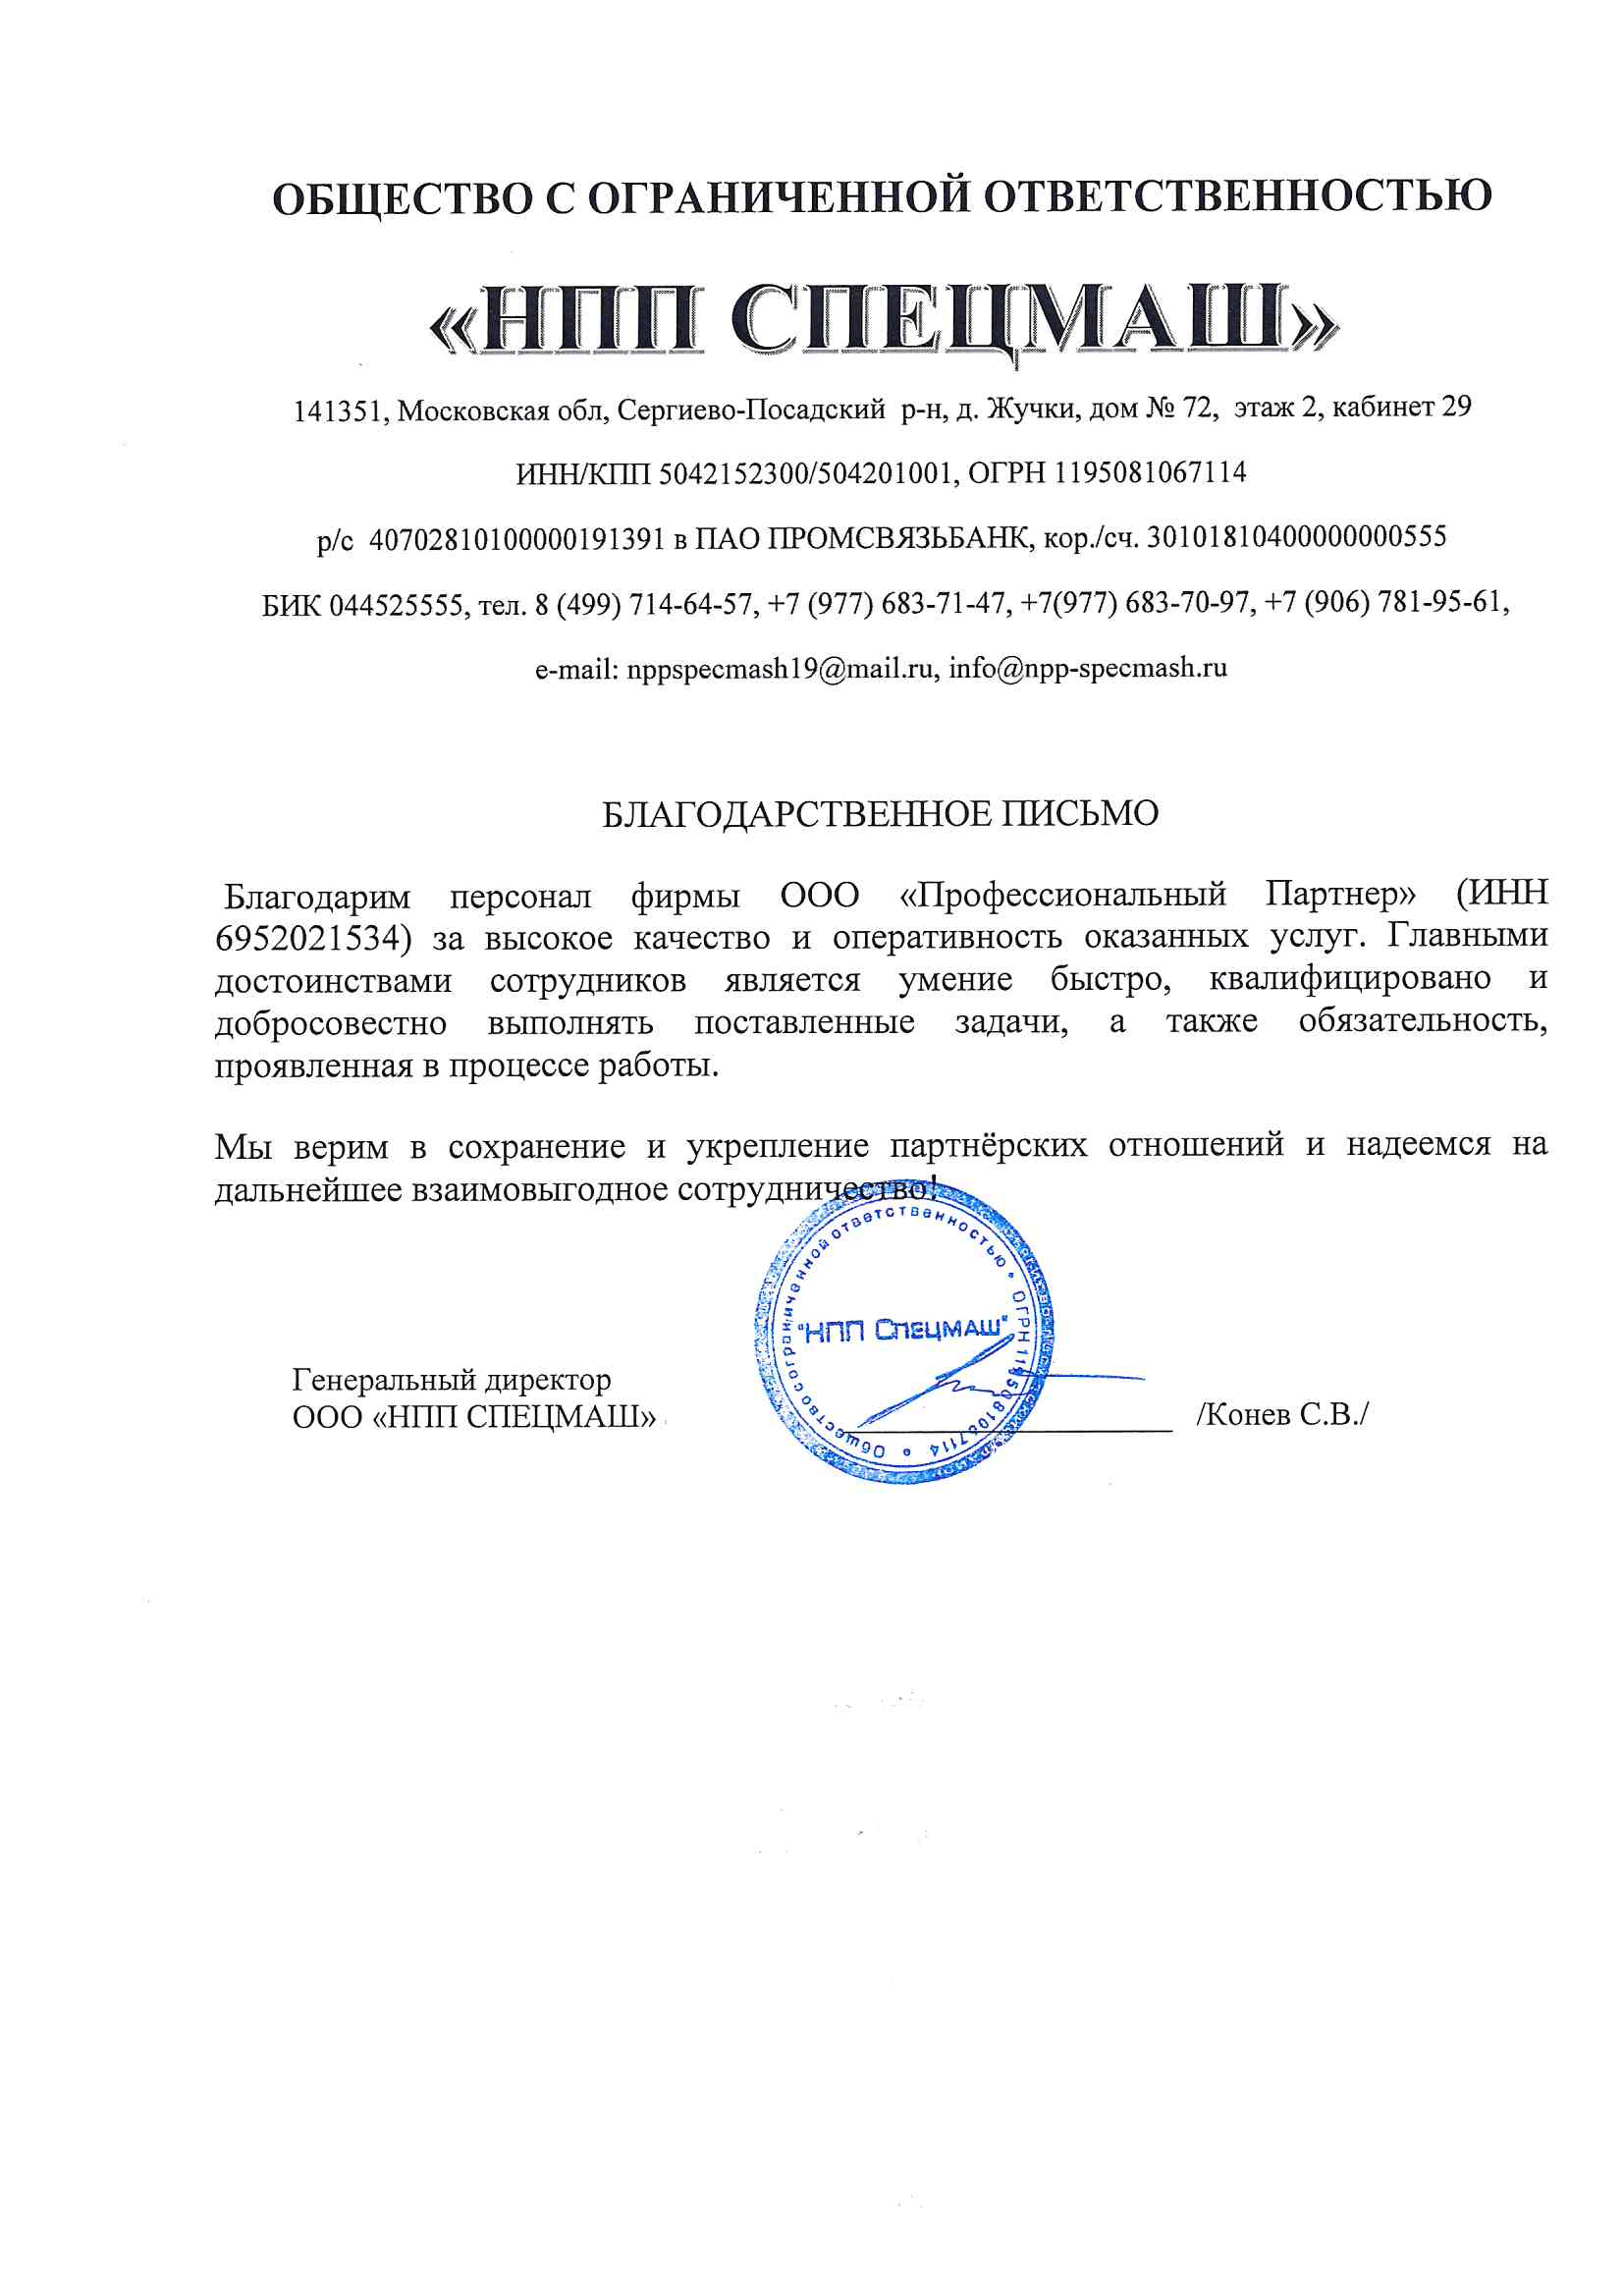 ОБЩЕСТВО С ОГРАНИЧЕННОЙ ОТВЕТСТВЕННОСТЬЮ
«НПП СПЕЦМАШ»
141351, Московская обл, Сергиево-Посадский р-н, д. Жучки, дом № 72, этаж 2, кабинет 29
ИНН/КПП 5042152300/504201001, ОГРН 1195081067114
р/с 40702810100000191391 в ПАО ПРОМСВЯЗЬБАНК, кор./сч. 30101810400000000555
БИК 044525555, тел. 8 (499) 714-64-57, +7 (977) 683-71-47, +7(977) 683-70-97, +7 (906) 781-95-61,
e-mail: nppspecmash19@mail.ru, info@npp-specmash.ru
БЛАГОДАРСТВЕННОЕ ПИСЬМО
Благодарим персонал фирмы ООО «Профессиональный Партнер» (ИНН
6952021534) за высокое качество и оперативность оказанных услуг. Главными
достоинствами сотрудников является умение быстро, квалифицировано и
добросовестно выполнять поставленные задачи, а также обязательность,
проявленная в процессе работы.
Мы верим в сохранение и укрепление партнёрских отношений и надеемся на
дальнейшее взаимовыгодное сотрудничество!
Общество с ограниченной ответственностью • ОГРН 1195081067114 •
"НПП Спецмаш"
Генеральный директор
ООО «НПП СПЕЦМАШ» /Конев С.В./